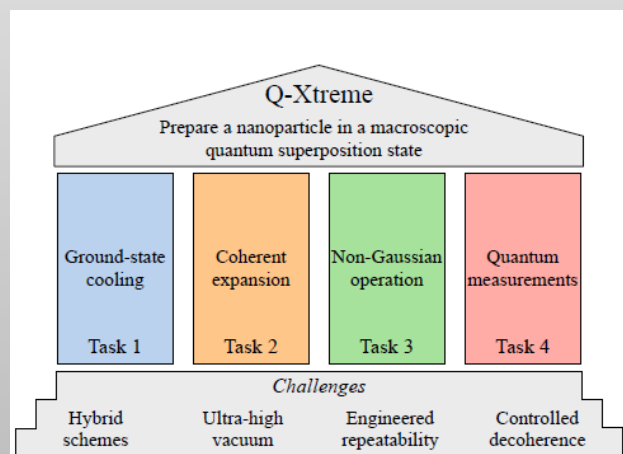 Q-Xtreme
Prepare a nanoparticle in a macroscopic
quantum superposition state
Ground-state
cooling
Task 1
Coherent
expansion
Task 2
Non-Gaussian
operation
Task 3
Quantum
measurements
Task 4
Challenges
Hybrid
schemes
Ultra-high
vacuum
Engineered
repeatability
Controlled
decoherence